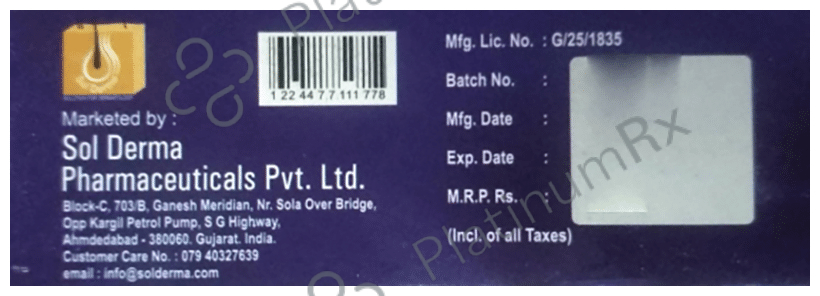 Marketed by :
Sol Derma
Pharmaceuticals Pvt. Ltd.
Block-C, 703/B, Ganesh Meridian, Nr. Sola Over Bridge,
Opp Kargil Petrol Pump, S G Highway,
Ahmdedabad - 380060. Gujarat. India.
Customer Care No. : 079 40327639
email : info@solderma.com
1 22 44 7 7 111 778
Mfg. Lic. No. : G/25/1835
Batch No. :
Mfg. Date :
Exp. Date :
M.R.P. Rs. :
(Incl. of all Taxes)
PlatinumRx
PlatinumRx